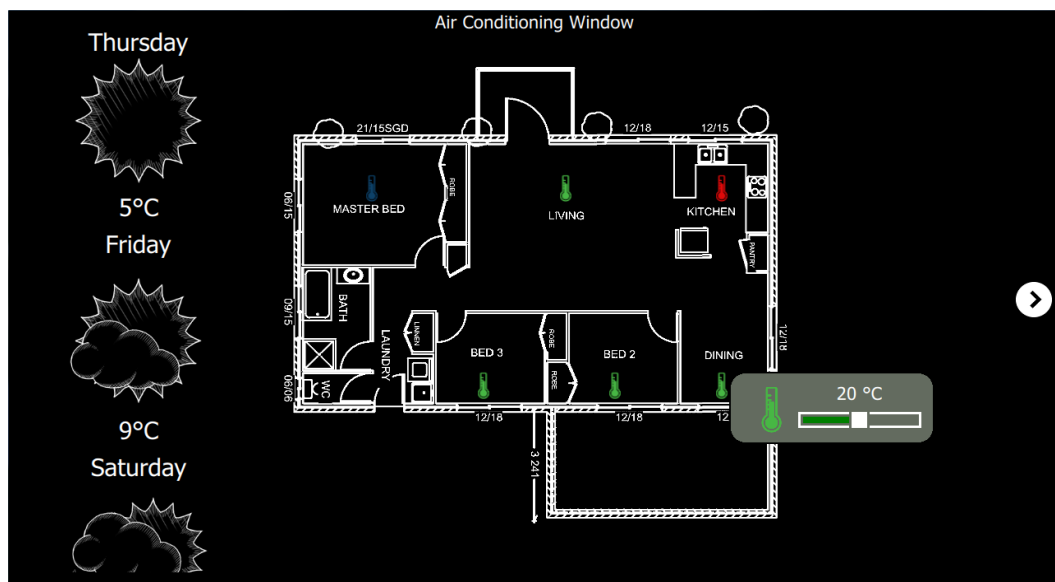 Air Conditioning Window
Thursday
5°C
Friday
9°C
Saturday
21/15SGD
12/18
12/15
06/15
MASTER BED
ROBE
LIVING
KITCHEN
PANTRY
09/15
BATH
LAUNDRY
LINNEN
BED 3
ROBE
ROBE
BED 2
DINING
12/18
06/06
WC
12/18
12/18
12/
3 241
20 °C